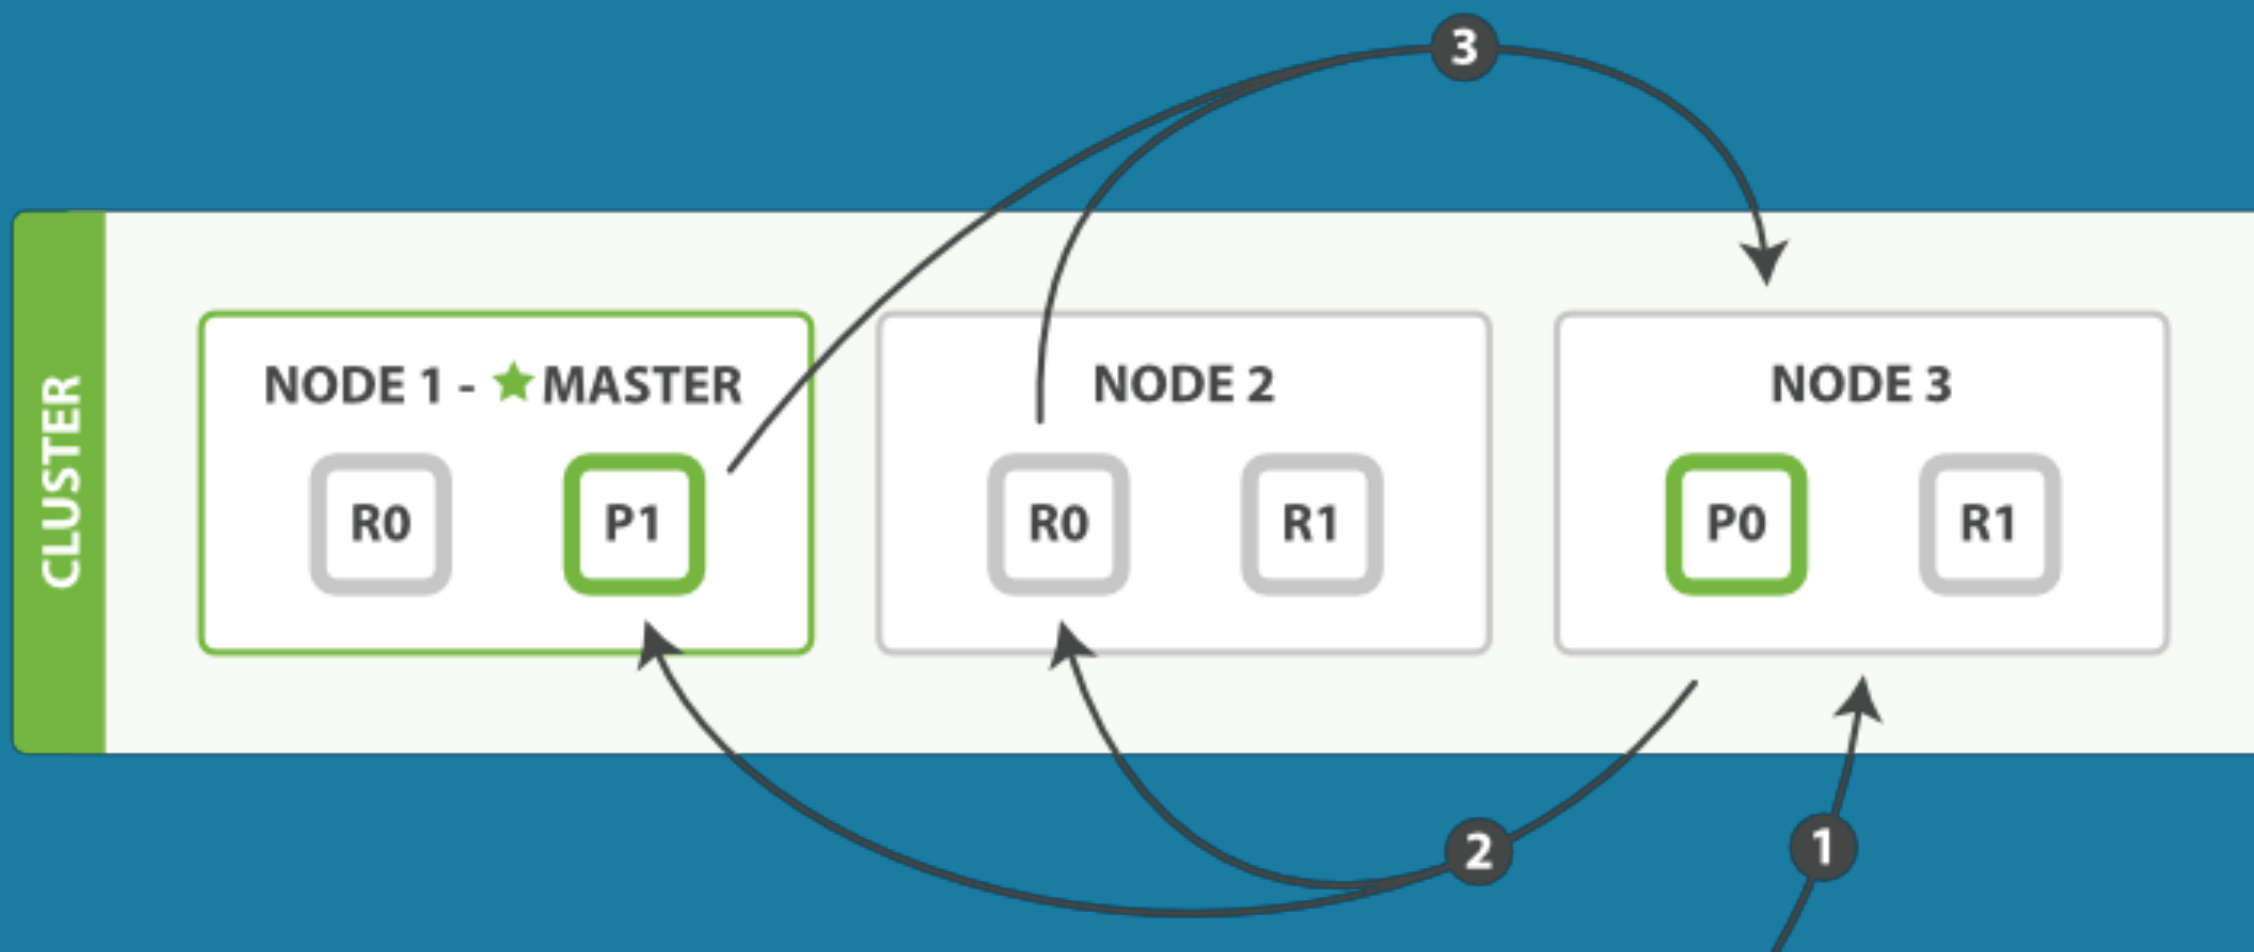 3
CLUSTER
NODE 1 - ★ MASTER
R0
P1
NODE 2
R0
R1
NODE 3
P0
R1
2
1